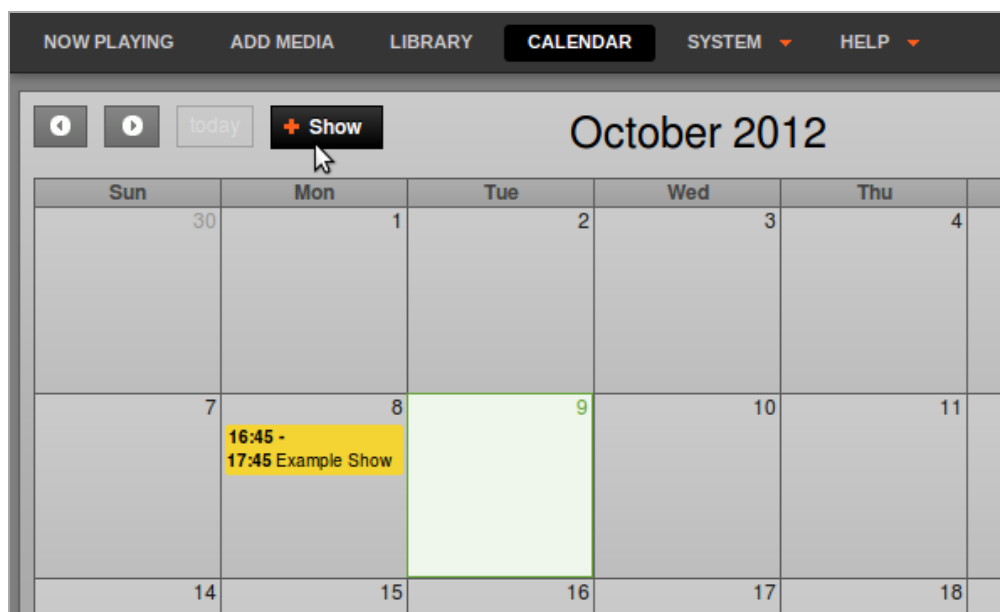 NOW PLAYING ADD MEDIA LIBRARY CALENDAR SYSTEM HELP
today + Show October 2012
Sun Mon Tue Wed Thu
30 1 2 3 4
7 8 9 10 11
16:45 -
17:45 Example Show
14 15 16 17 18